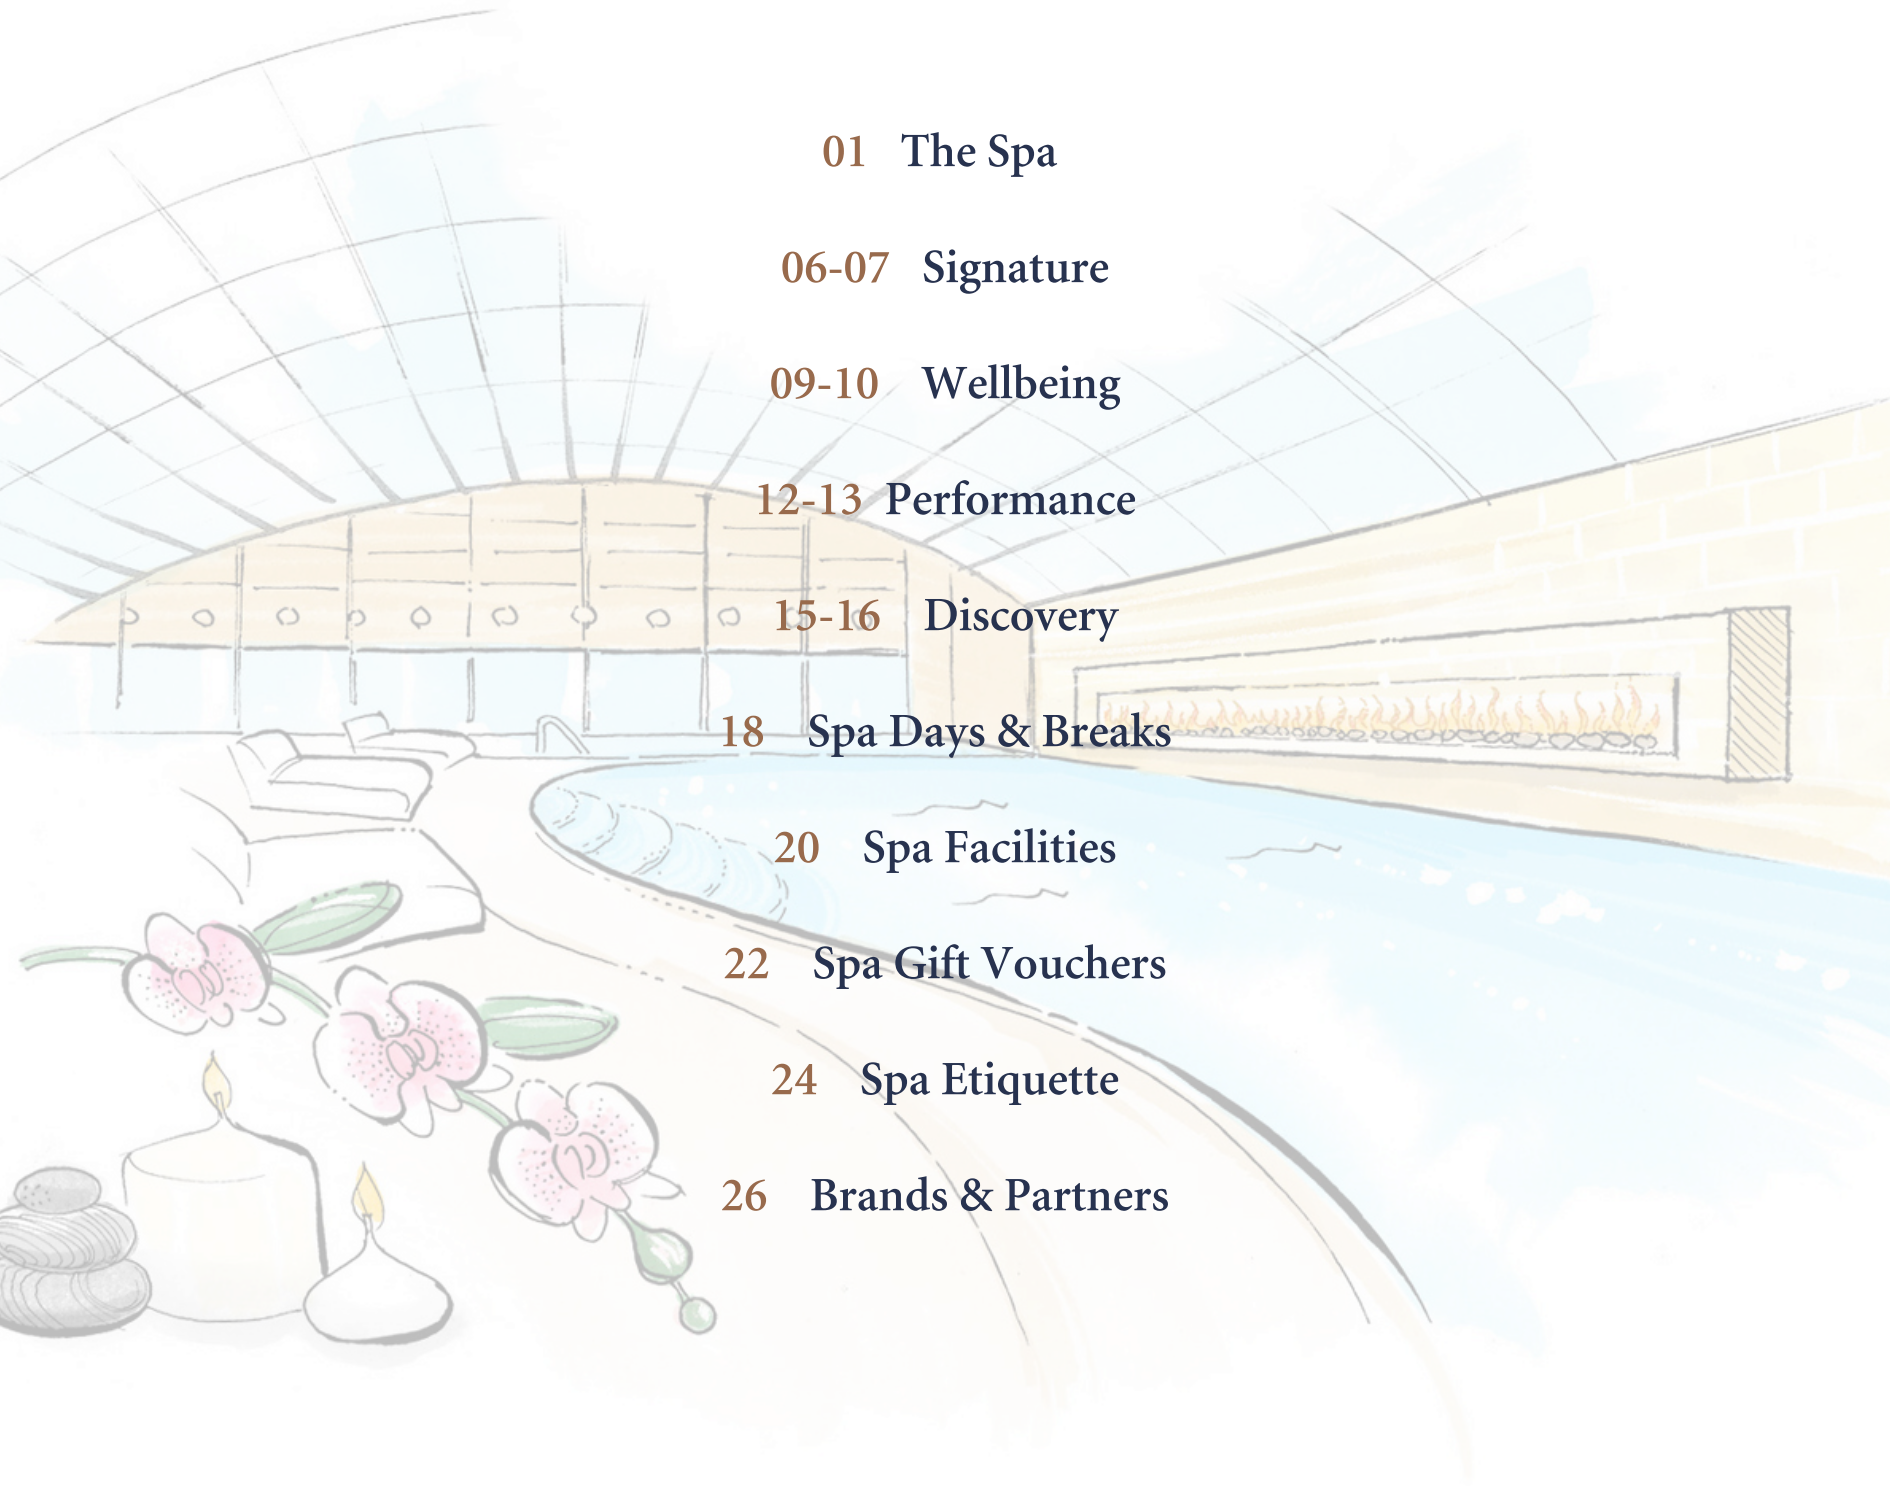 01 The Spa
06-07 Signature
09-10 Wellbeing
12-13 Performance
15-16 Discovery
18 Spa Days & Breaks
20 Spa Facilities
22 Spa Gift Vouchers
24 Spa Etiquette
26 Brands & Partners